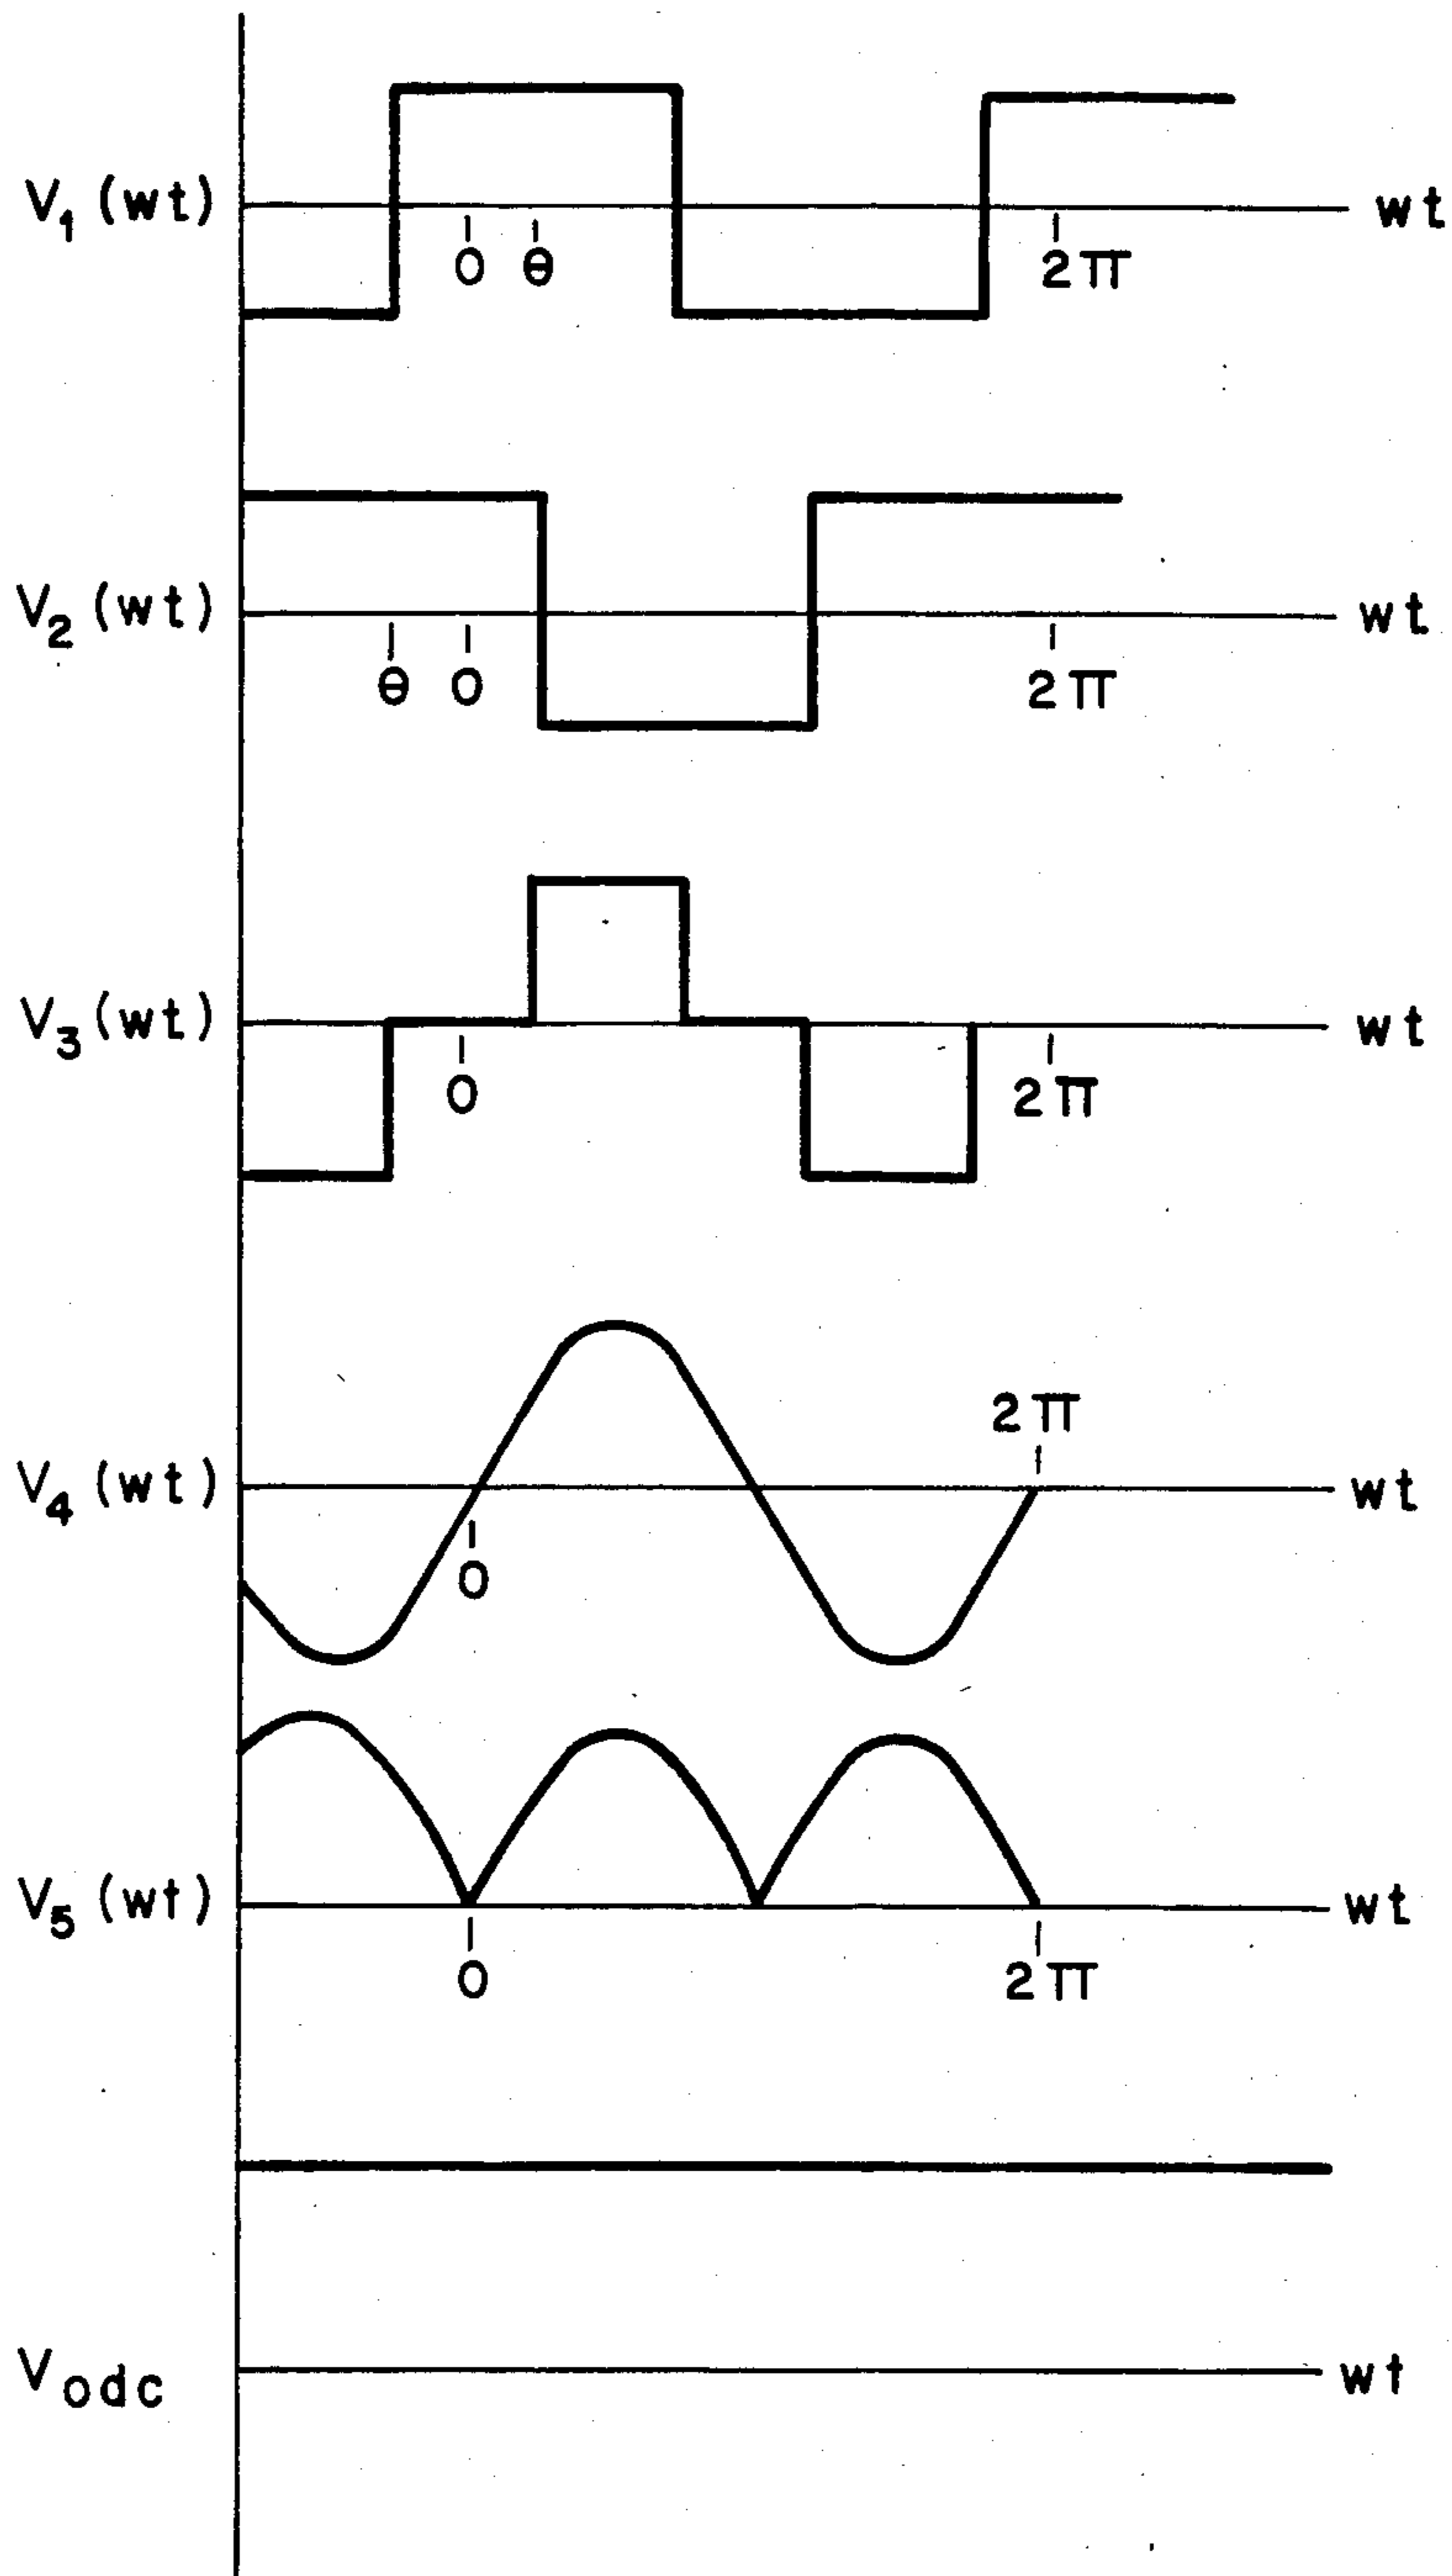 V₁ (wt) wt
0 θ 2π
V₂ (wt) wt
θ 0 2π
V₃ (wt) wt
0 2π
2π
V₄ (wt) wt
0
V₅ (wt) wt
0 2π
Vodc wt